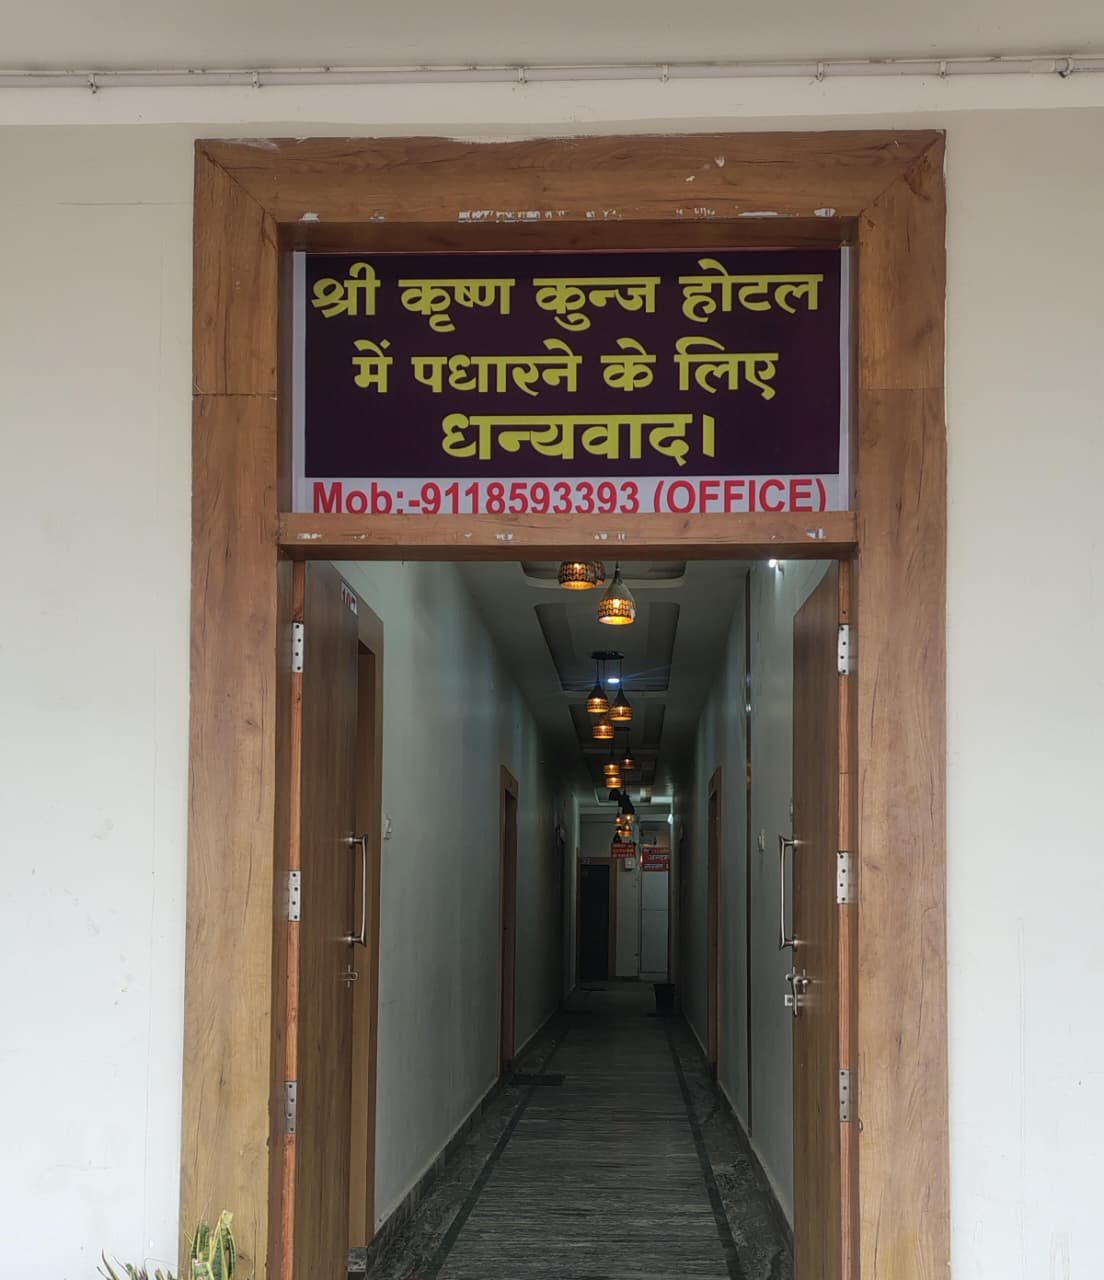 श्री कृष्ण कुन्ज होटल
में पधारने के लिए
धन्यवाद।
Mob:-9118593393 (OFFICE)